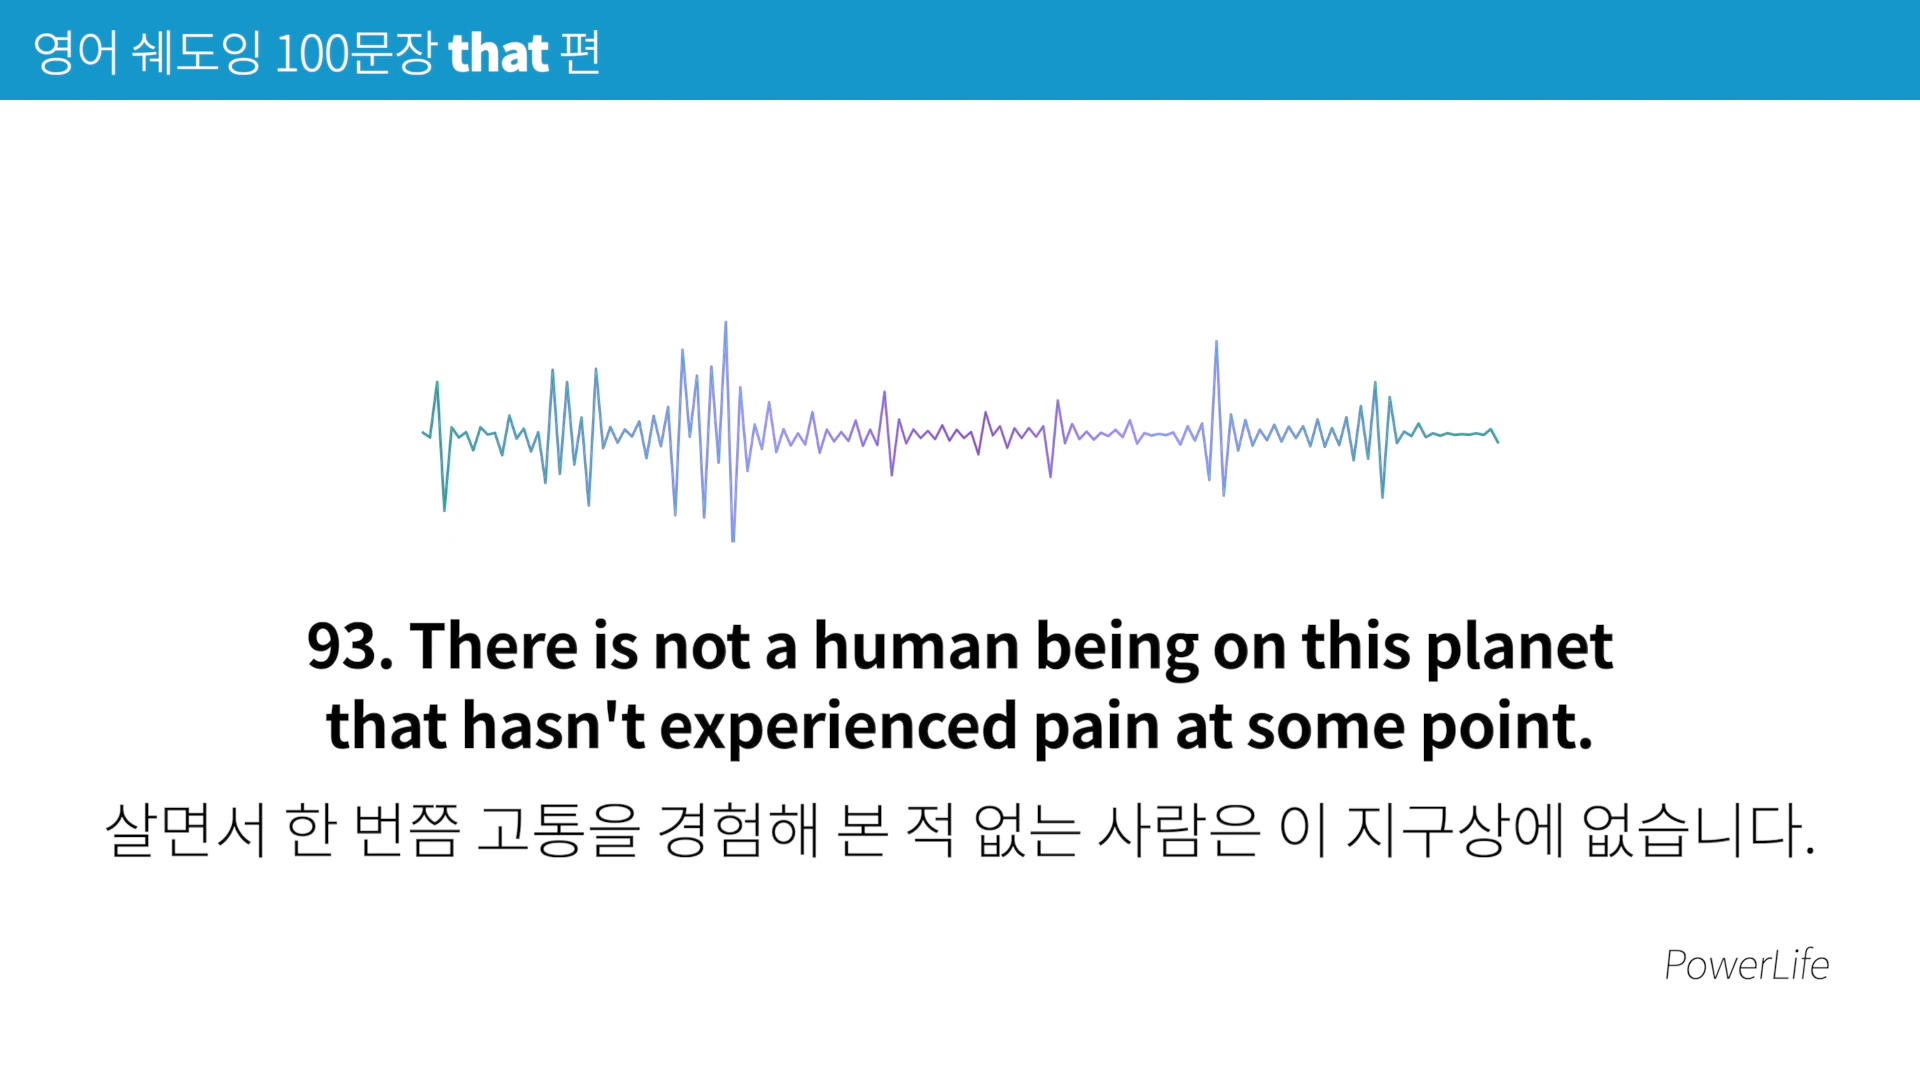 영어 쉐도잉 100문장 that 편
93. There is not a human being on this planet
that hasn't experienced pain at some point.
살면서 한 번쯤 고통을 경험해 본 적 없는 사람은 이 지구상에 없습니다.
PowerLife